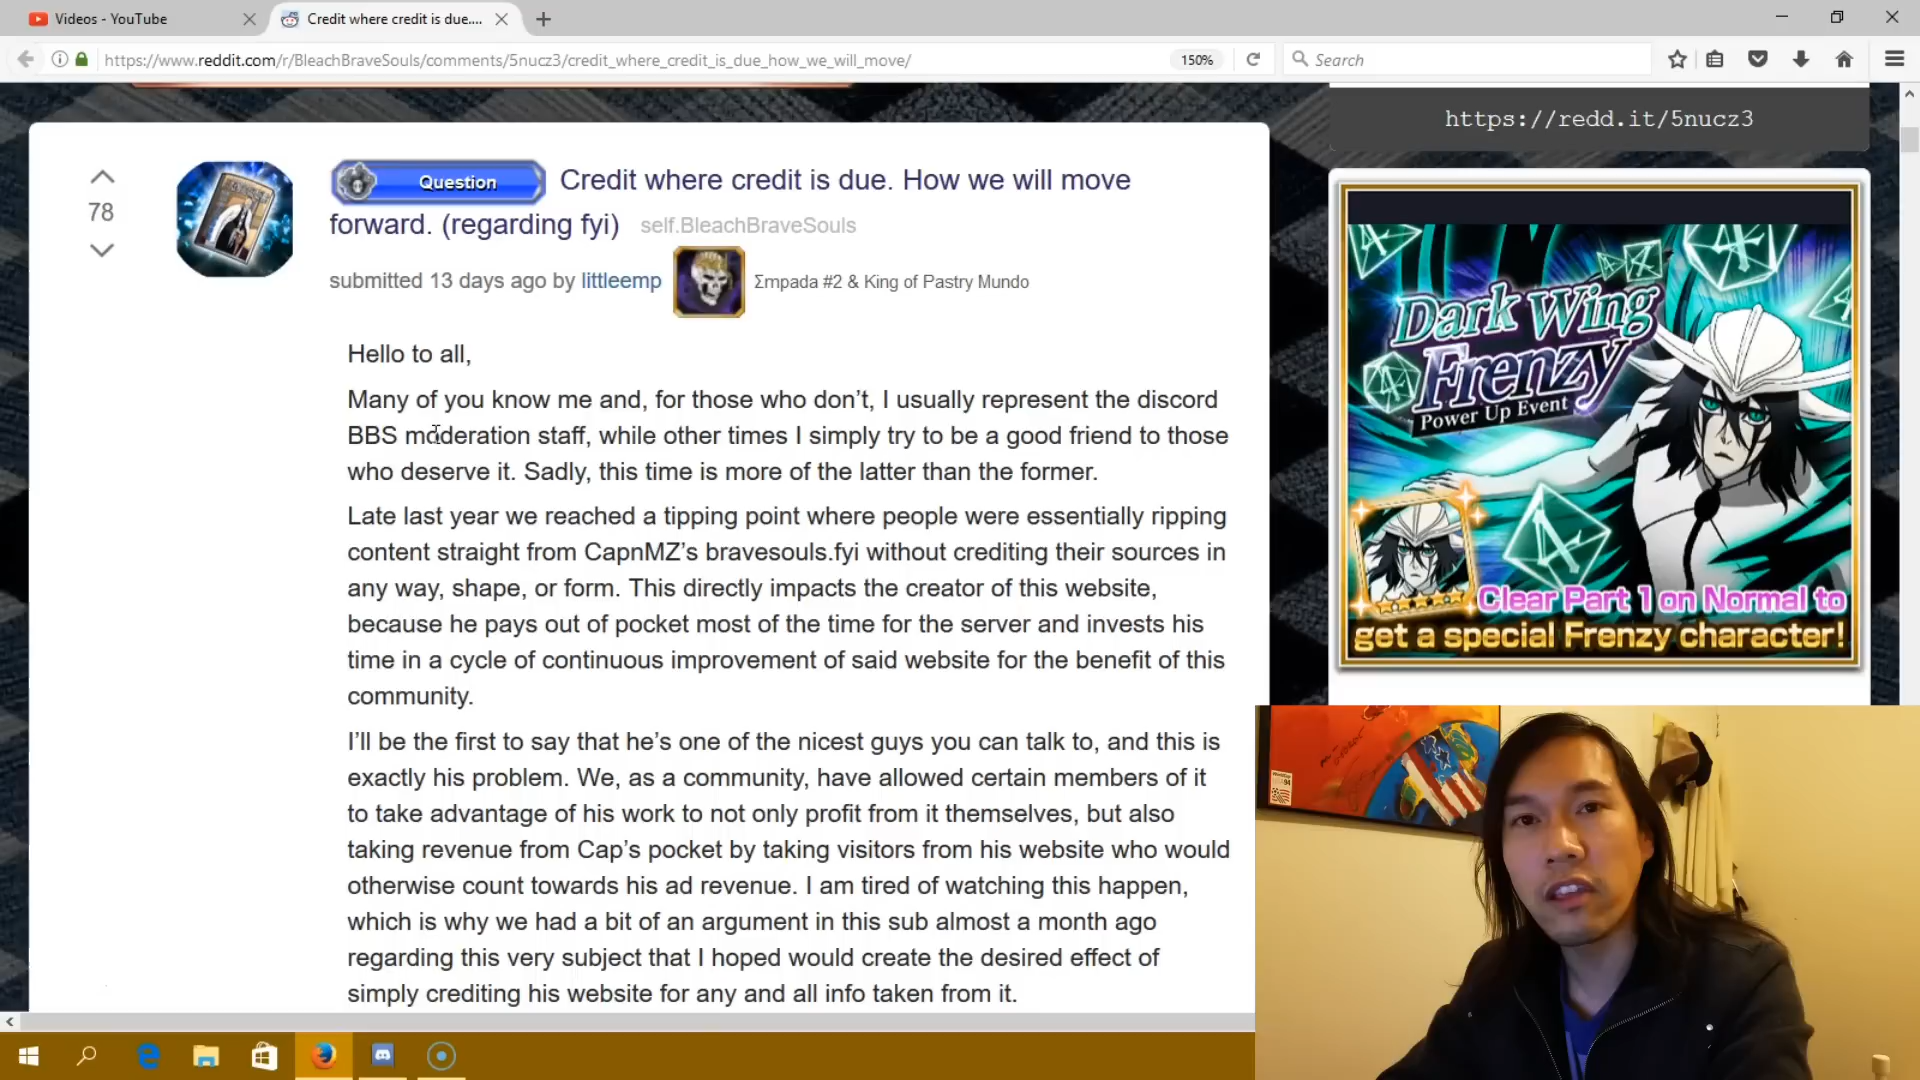 Videos - YouTube
Credit where credit is due....
https://www.reddit.com/r/BleachBraveSouls/comments/5nucz3/credit_where_credit_is_due_how_we_will_move/
150%
Search
https://redd.it/5nucz3
78
Question
Credit where credit is due. How we will move
forward. (regarding fyi) self.BleachBraveSouls
submitted 13 days ago by littleemp Σmpada #2 & King of Pastry Mundo
Hello to all,
Many of you know me and, for those who don't, I usually represent the discord
BBS moderation staff, while other times I simply try to be a good friend to those
who deserve it. Sadly, this time is more of the latter than the former.
Late last year we reached a tipping point where people were essentially ripping
content straight from CapnMZ's bravesouls.fyi without crediting their sources in
any way, shape, or form. This directly impacts the creator of this website,
because he pays out of pocket most of the time for the server and invests his
time in a cycle of continuous improvement of said website for the benefit of this
community.
I'll be the first to say that he's one of the nicest guys you can talk to, and this is
exactly his problem. We, as a community, have allowed certain members of it
to take advantage of his work to not only profit from it themselves, but also
taking revenue from Cap's pocket by taking visitors from his website who would
otherwise count towards his ad revenue. I am tired of watching this happen,
which is why we had a bit of an argument in this sub almost a month ago
regarding this very subject that I hoped would create the desired effect of
simply crediting his website for any and all info taken from it.
Dark Wing
Frenzy
Power Up Event
Clear Part 1 on Normal to
get a special Frenzy character!